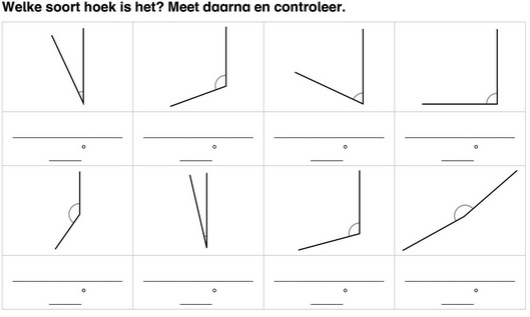 Welke soort hoek is het? Meet daarna en controleer.